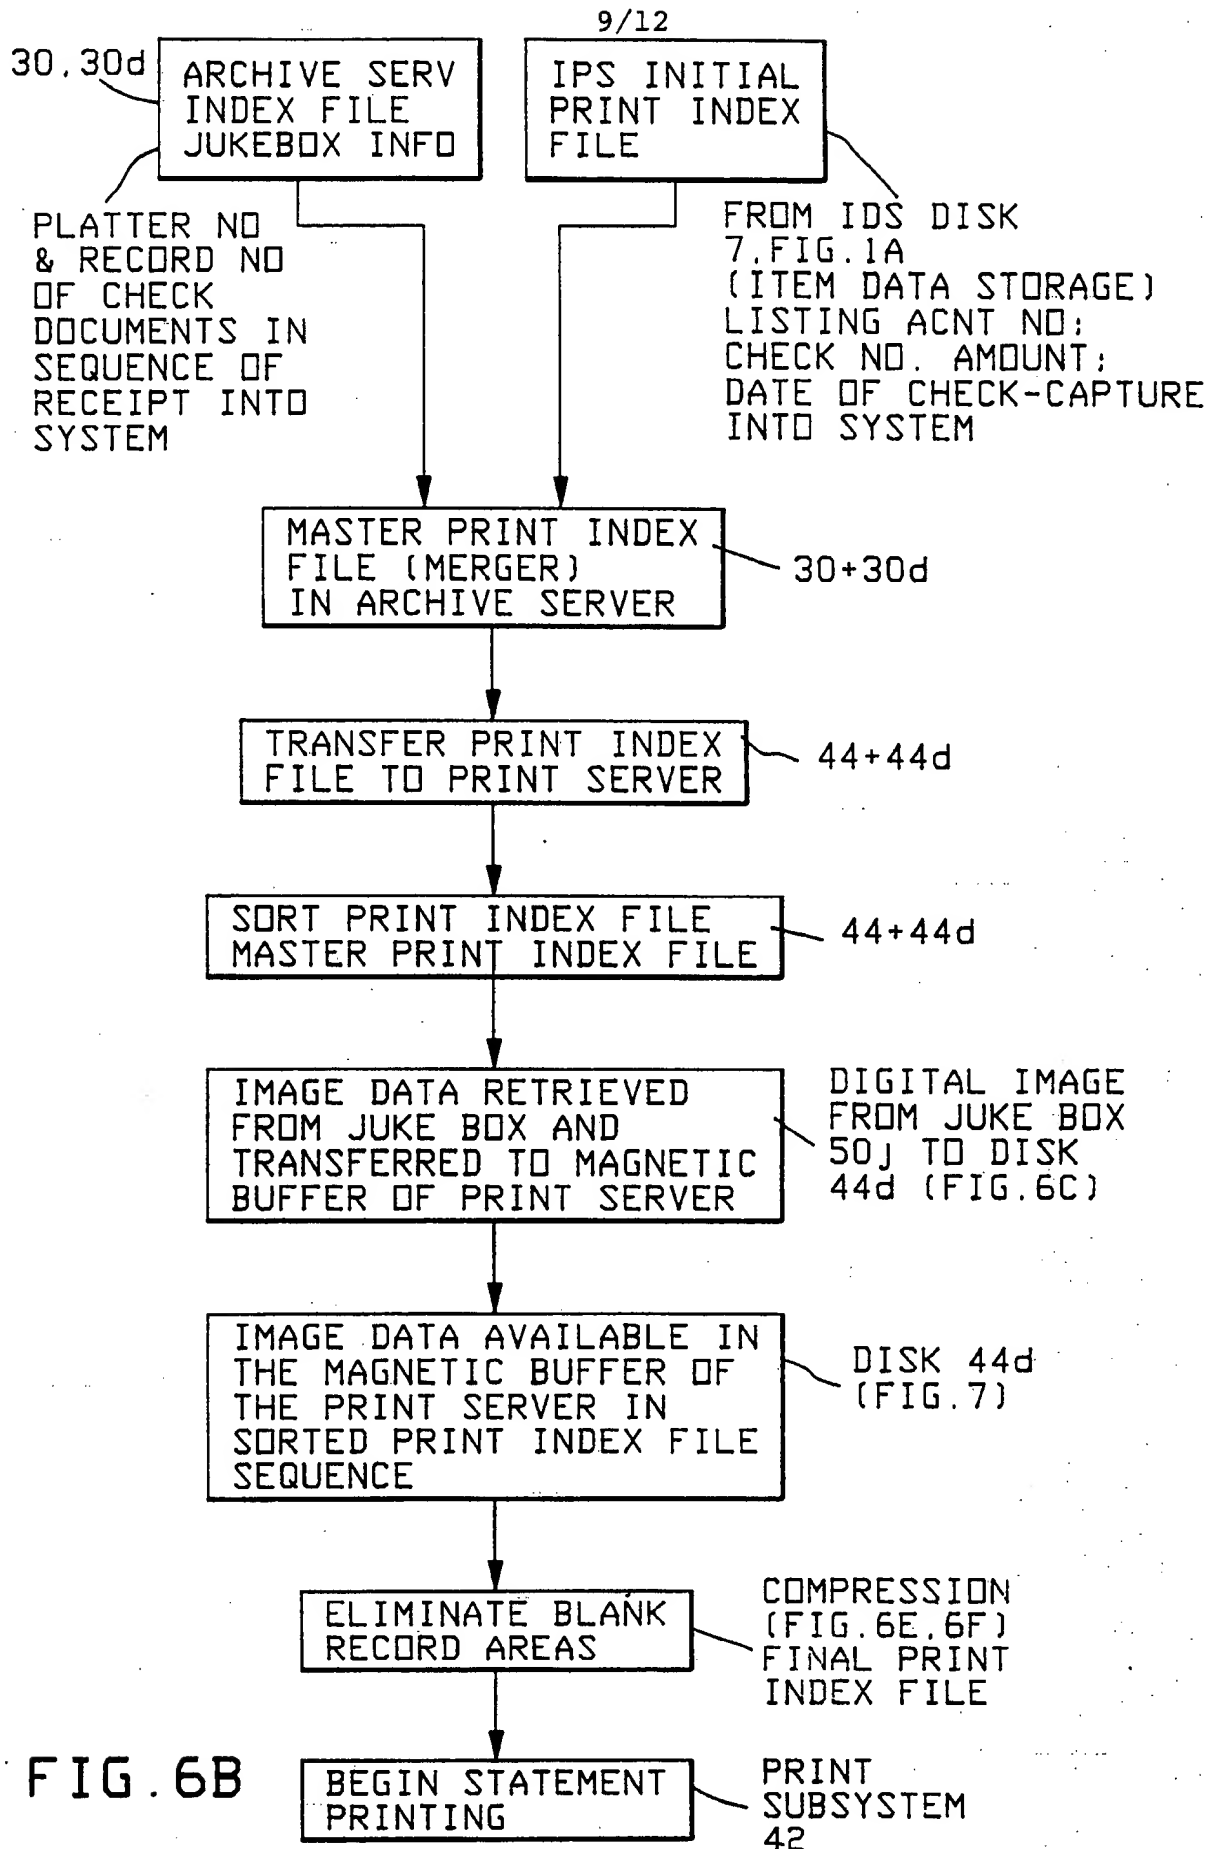 9/12
30,30d
ARCHIVE SERV
INDEX FILE
JUKEBOX INFO
IPS INITIAL
PRINT INDEX
FILE
PLATTER NO
& RECORD NO
OF CHECK
DOCUMENTS IN
SEQUENCE OF
RECEIPT INTO
SYSTEM
FROM IDS DISK
7,FIG.1A
(ITEM DATA STORAGE)
LISTING ACNT NO;
CHECK NO. AMOUNT;
DATE OF CHECK-CAPTURE
INTO SYSTEM
MASTER PRINT INDEX
FILE (MERGER)
IN ARCHIVE SERVER
30+30d
TRANSFER PRINT INDEX
FILE TO PRINT SERVER
44+44d
SORT PRINT INDEX FILE
MASTER PRINT INDEX FILE
44+44d
IMAGE DATA RETRIEVED
FROM JUKE BOX AND
TRANSFERRED TO MAGNETIC
BUFFER OF PRINT SERVER
DIGITAL IMAGE
FROM JUKE BOX
50j TO DISK
44d (FIG.6C)
IMAGE DATA AVAILABLE IN
THE MAGNETIC BUFFER OF
THE PRINT SERVER IN
SORTED PRINT INDEX FILE
SEQUENCE
DISK 44d
(FIG.7)
ELIMINATE BLANK
RECORD AREAS
COMPRESSION
(FIG.6E,6F)
FINAL PRINT
INDEX FILE
BEGIN STATEMENT
PRINTING
PRINT
SUBSYSTEM
42
FIG.6B